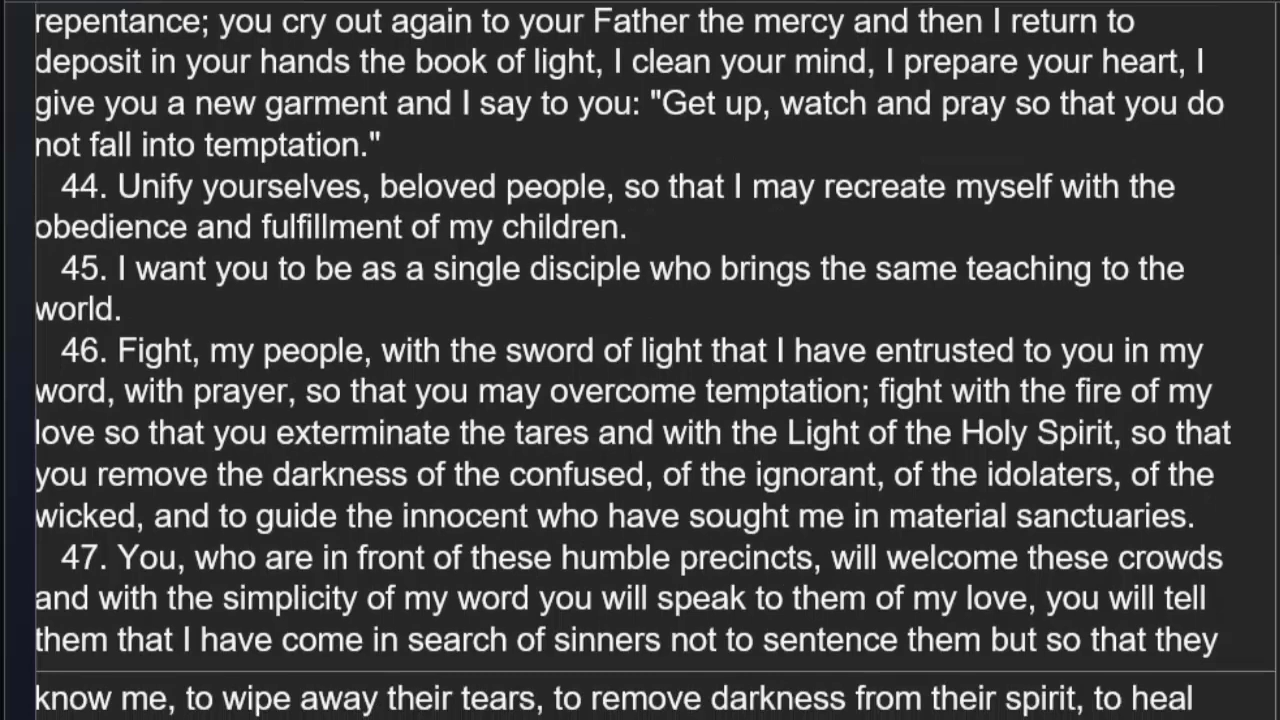 repentance; you cry out again to your Father the mercy and then I return to
deposit in your hands the book of light, I clean your mind, I prepare your heart, I
give you a new garment and I say to you: "Get up, watch and pray so that you do
not fall into temptation."
44. Unify yourselves, beloved people, so that I may recreate myself with the
obedience and fulfillment of my children.
45. I want you to be as a single disciple who brings the same teaching to the
world.
46. Fight, my people, with the sword of light that I have entrusted to you in my
word, with prayer, so that you may overcome temptation; fight with the fire of my
love so that you exterminate the tares and with the Light of the Holy Spirit, so that
you remove the darkness of the confused, of the ignorant, of the idolaters, of the
wicked, and to guide the innocent who have sought me in material sanctuaries.
47. You, who are in front of these humble precincts, will welcome these crowds
and with the simplicity of my word you will speak to them of my love, you will tell
them that I have come in search of sinners not to sentence them but so that they
know me, to wipe away their tears, to remove darkness from their spirit, to heal